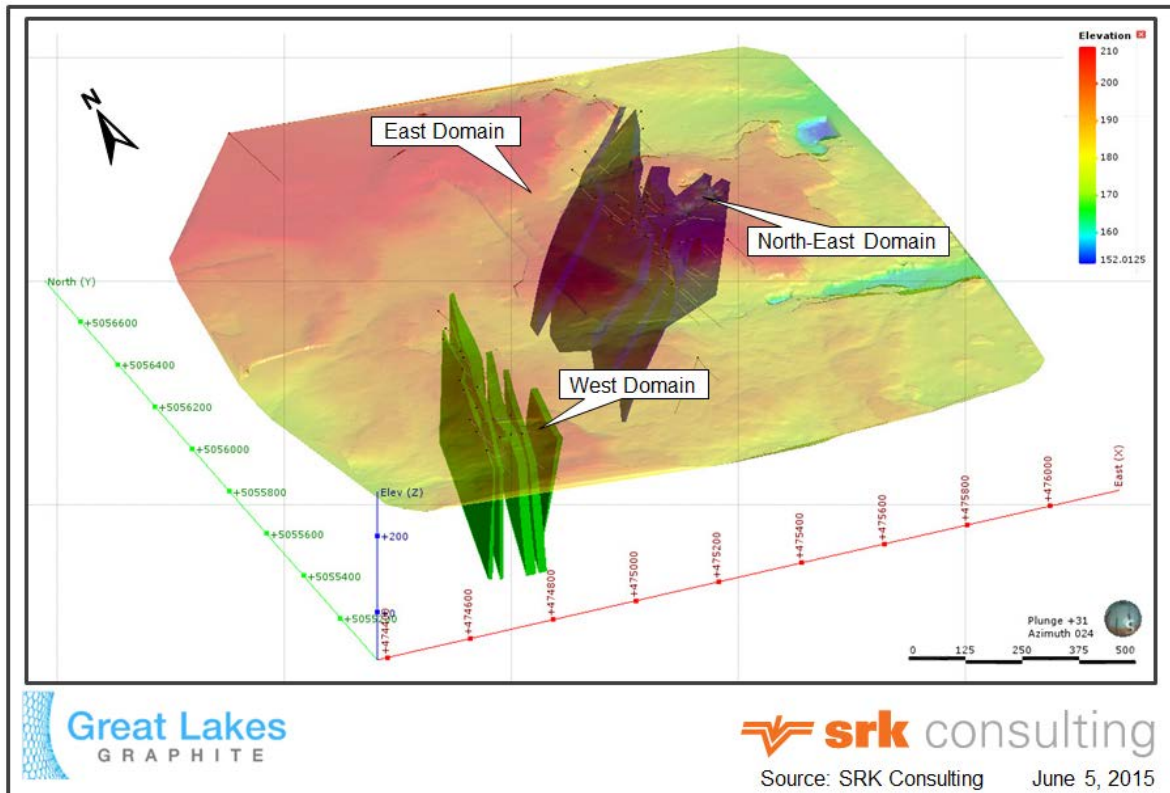 Elevation
210
200
190
180
170
160
152.0125
N
East Domain
North-East Domain
West Domain
North (Y)
+5056600
+5056400
+5056200
+5056000
+5055800
+5055600
+5055400
Elev (Z)
+200
East (X)
+476000
+475800
+475600
+475400
+475200
+475000
+474800
+474600
Plunge +31
Azimuth 024
0 125 250 375 500
Great Lakes
GRAPHITE
srk consulting
Source: SRK Consulting June 5, 2015